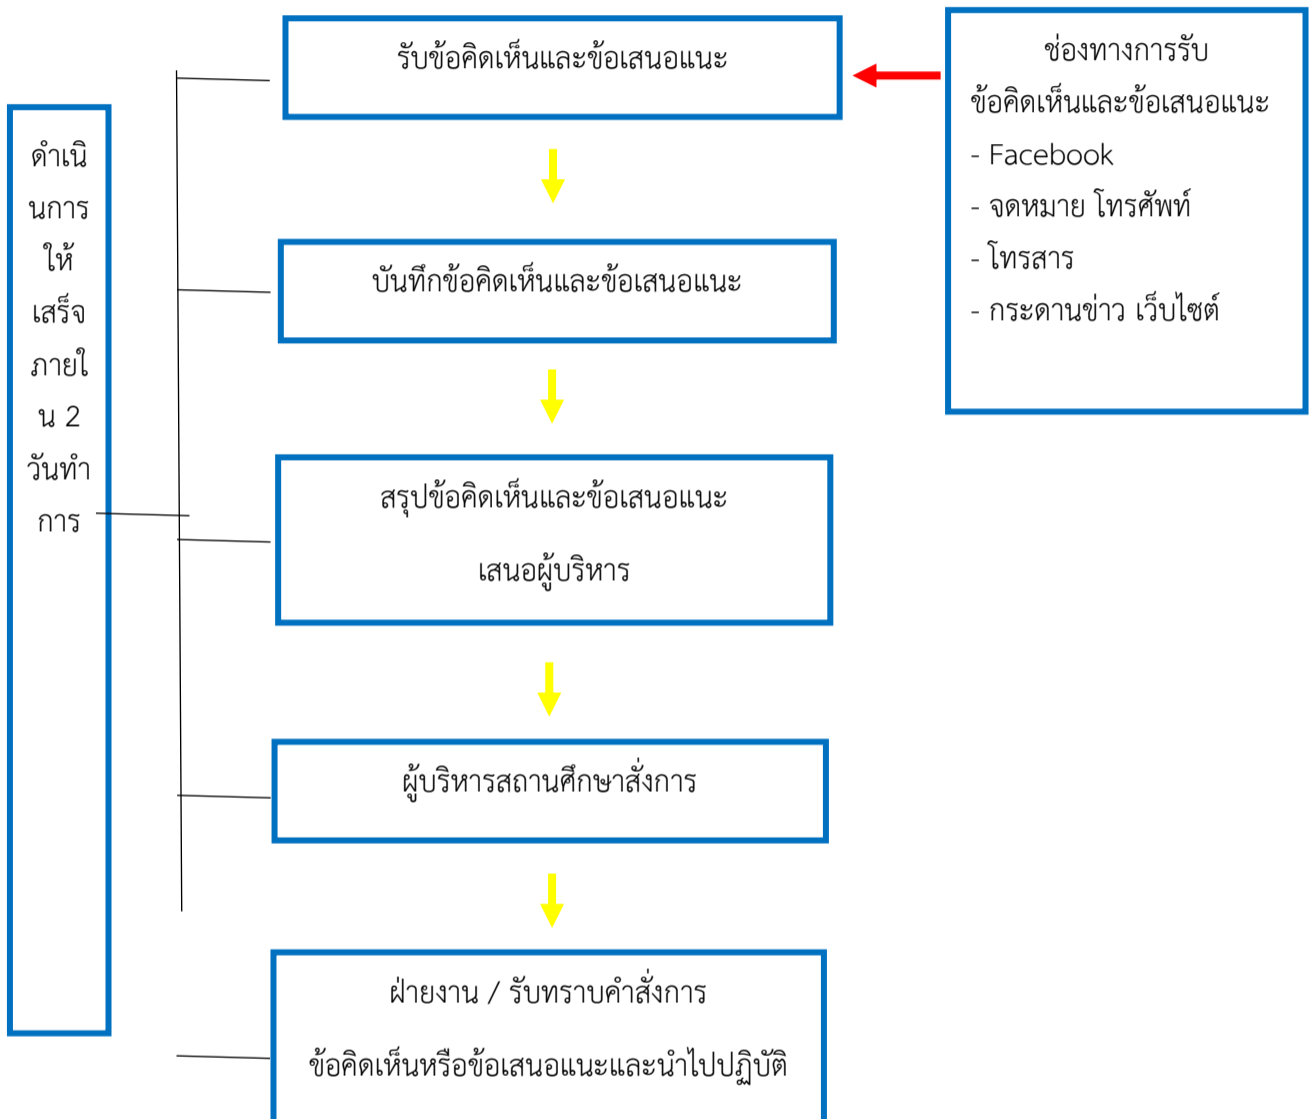 รับข้อคิดเห็นและข้อเสนอแนะ
ช่องทางการรับ
ข้อคิดเห็นและข้อเสนอแนะ
- Facebook
- จดหมาย โทรศัพท์
- โทรสาร
- กระดานข่าว เว็บไซต์
ดำเนิ
นการ
ให้
เสร็จ
ภายใ
น 2
วันทำ
การ
บันทึกข้อคิดเห็นและข้อเสนอแนะ
สรุปข้อคิดเห็นและข้อเสนอแนะ
เสนอผู้บริหาร
ผู้บริหารสถานศึกษาสั่งการ
ฝ่ายงาน / รับทราบคำสั่งการ
ข้อคิดเห็นหรือข้อเสนอแนะและนำไปปฏิบัติ